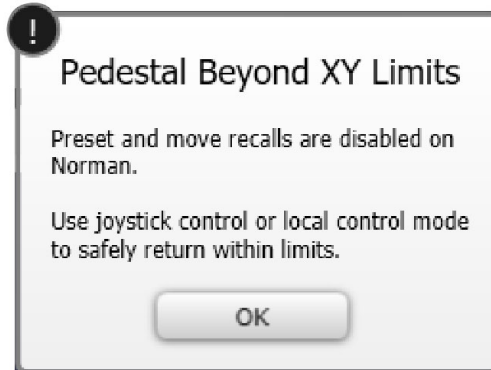 !
Pedestal Beyond XY Limits
Preset and move recalls are disabled on
Norman.
Use joystick control or local control mode
to safely return within limits.
OK